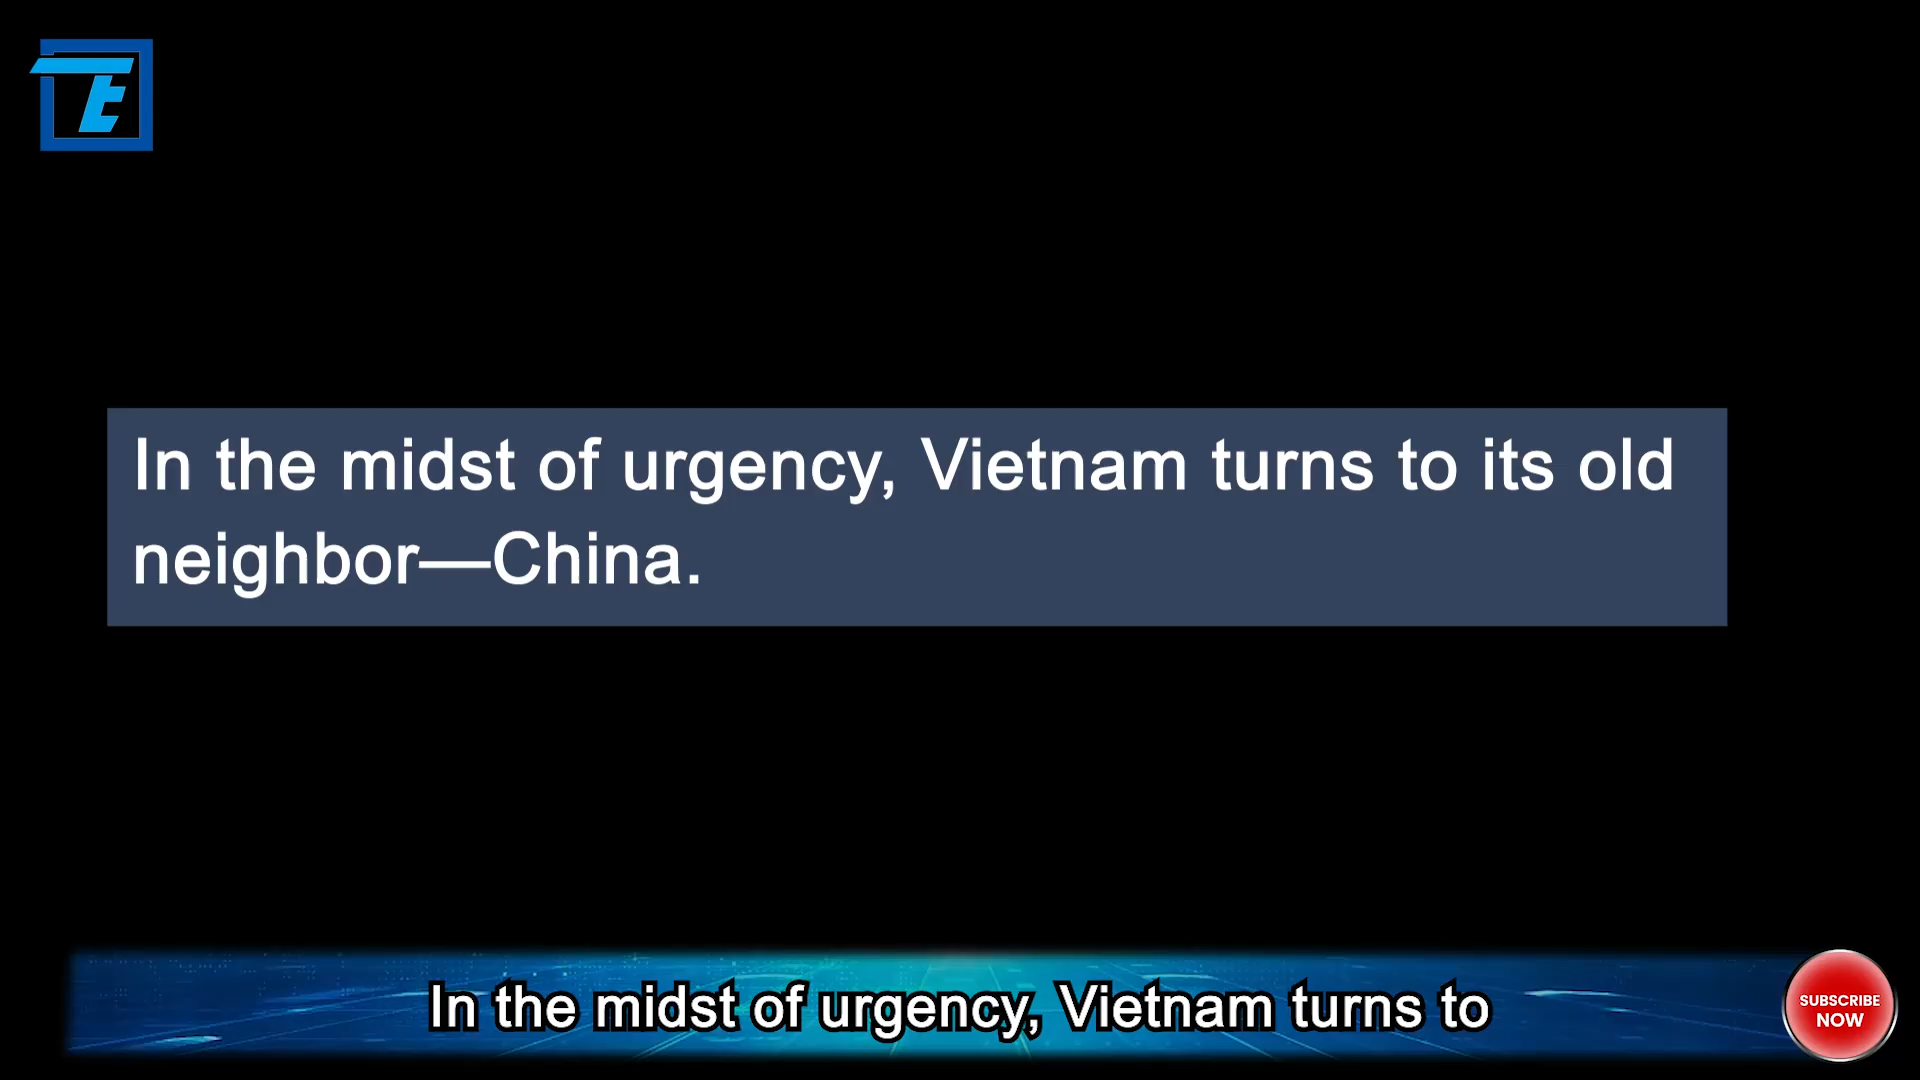 TE
In the midst of urgency, Vietnam turns to its old
neighbor—China.
In the midst of urgency, Vietnam turns to
SUBSCRIBE
NOW